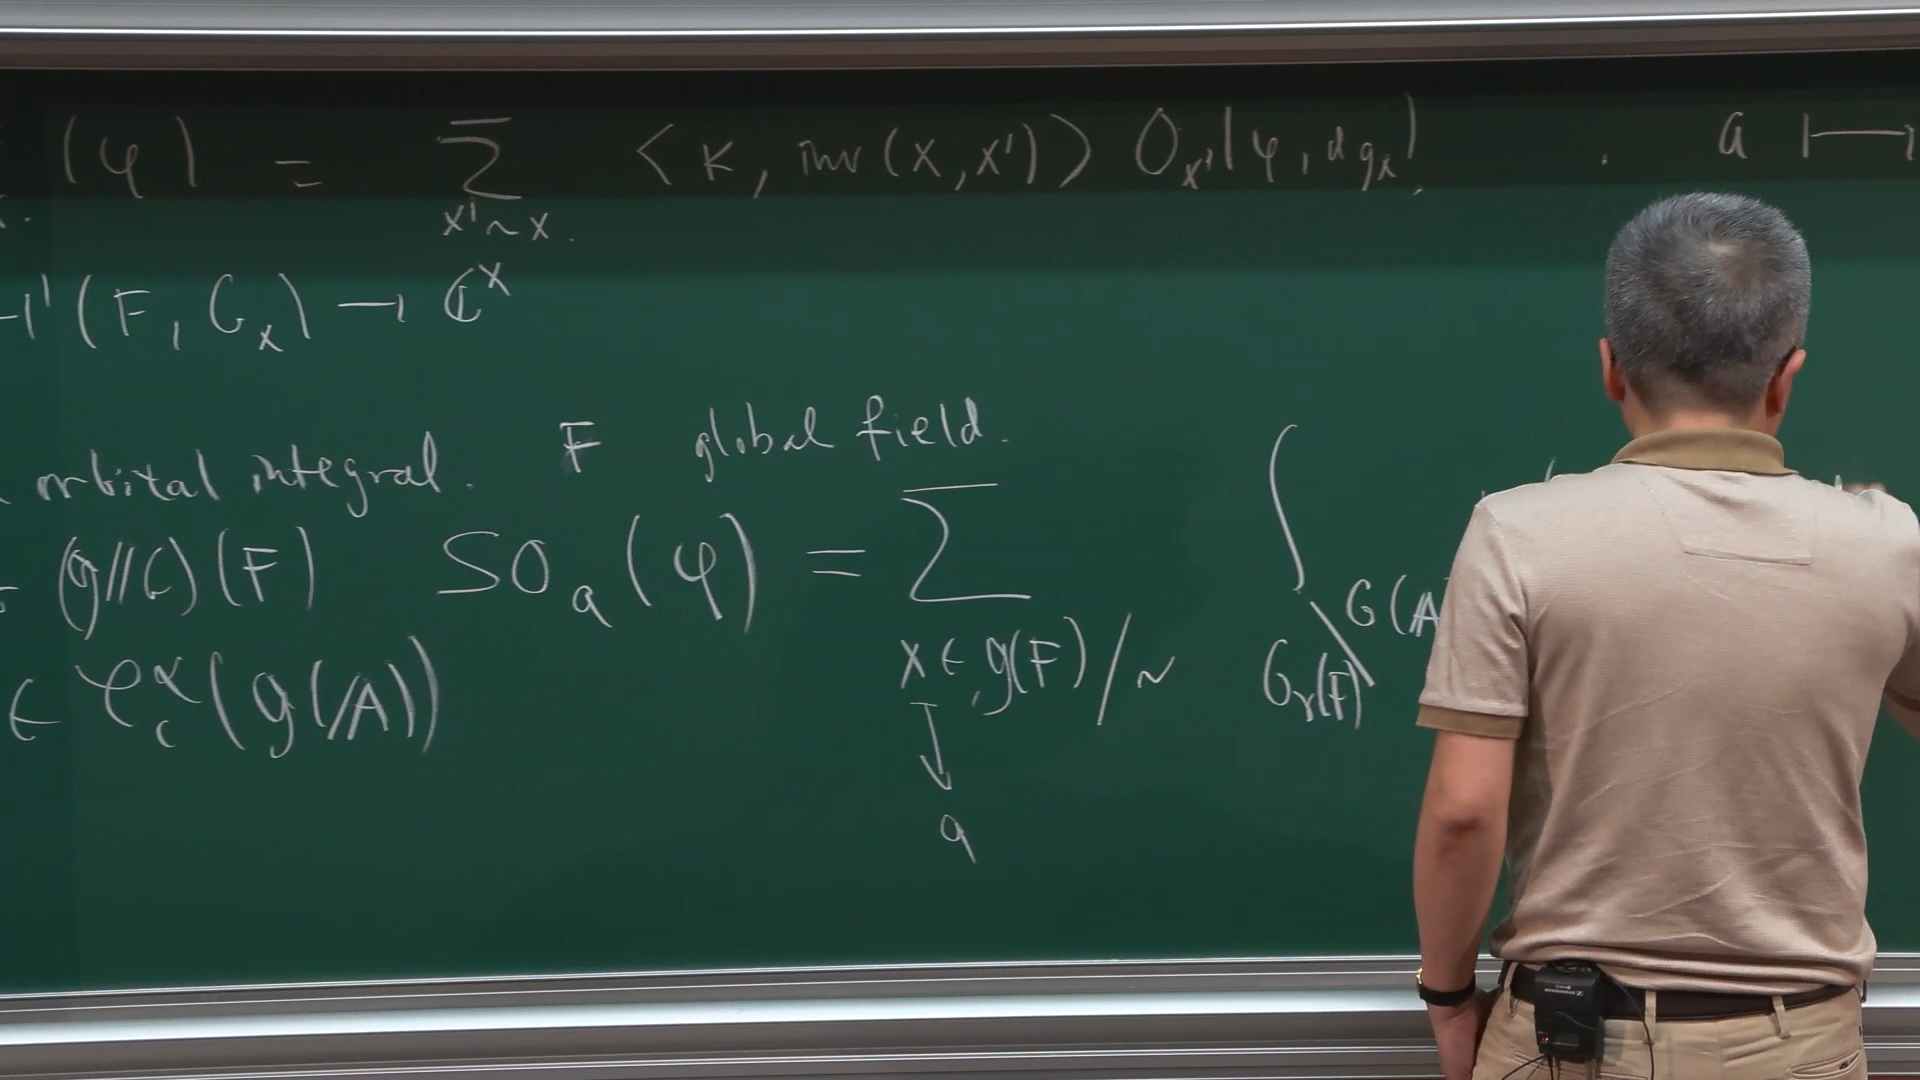 (φ) = Σ <κ, inv(x, x')> O_x'(φ, dg_x). a ↦
x' ~ x.
H^1(F, G_x) → ℂ^×
orbital integral. F global field.
(g//G)(F) SO_a(φ) = Σ ∫
x ∈ g(F)/~ G_γ(F)\G(𝔸
∈ C_c^∞(g(𝔸)) ↓
a